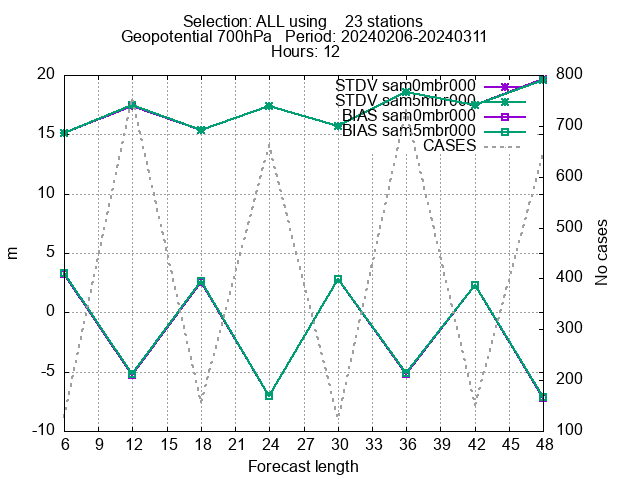 Selection: ALL using    23 stations
Geopotential 700hPa   Period: 20240206-20240311
Hours: 12
STDV sam0mbr000
STDV sam5mbr000
BIAS sam0mbr000
BIAS sam5mbr000
CASES
20
15
10
5
0
-5
-10
m
800
700
600
500
400
300
200
100
No cases
6 9 12 15 18 21 24 27 30 33 36 39 42 45 48
Forecast length